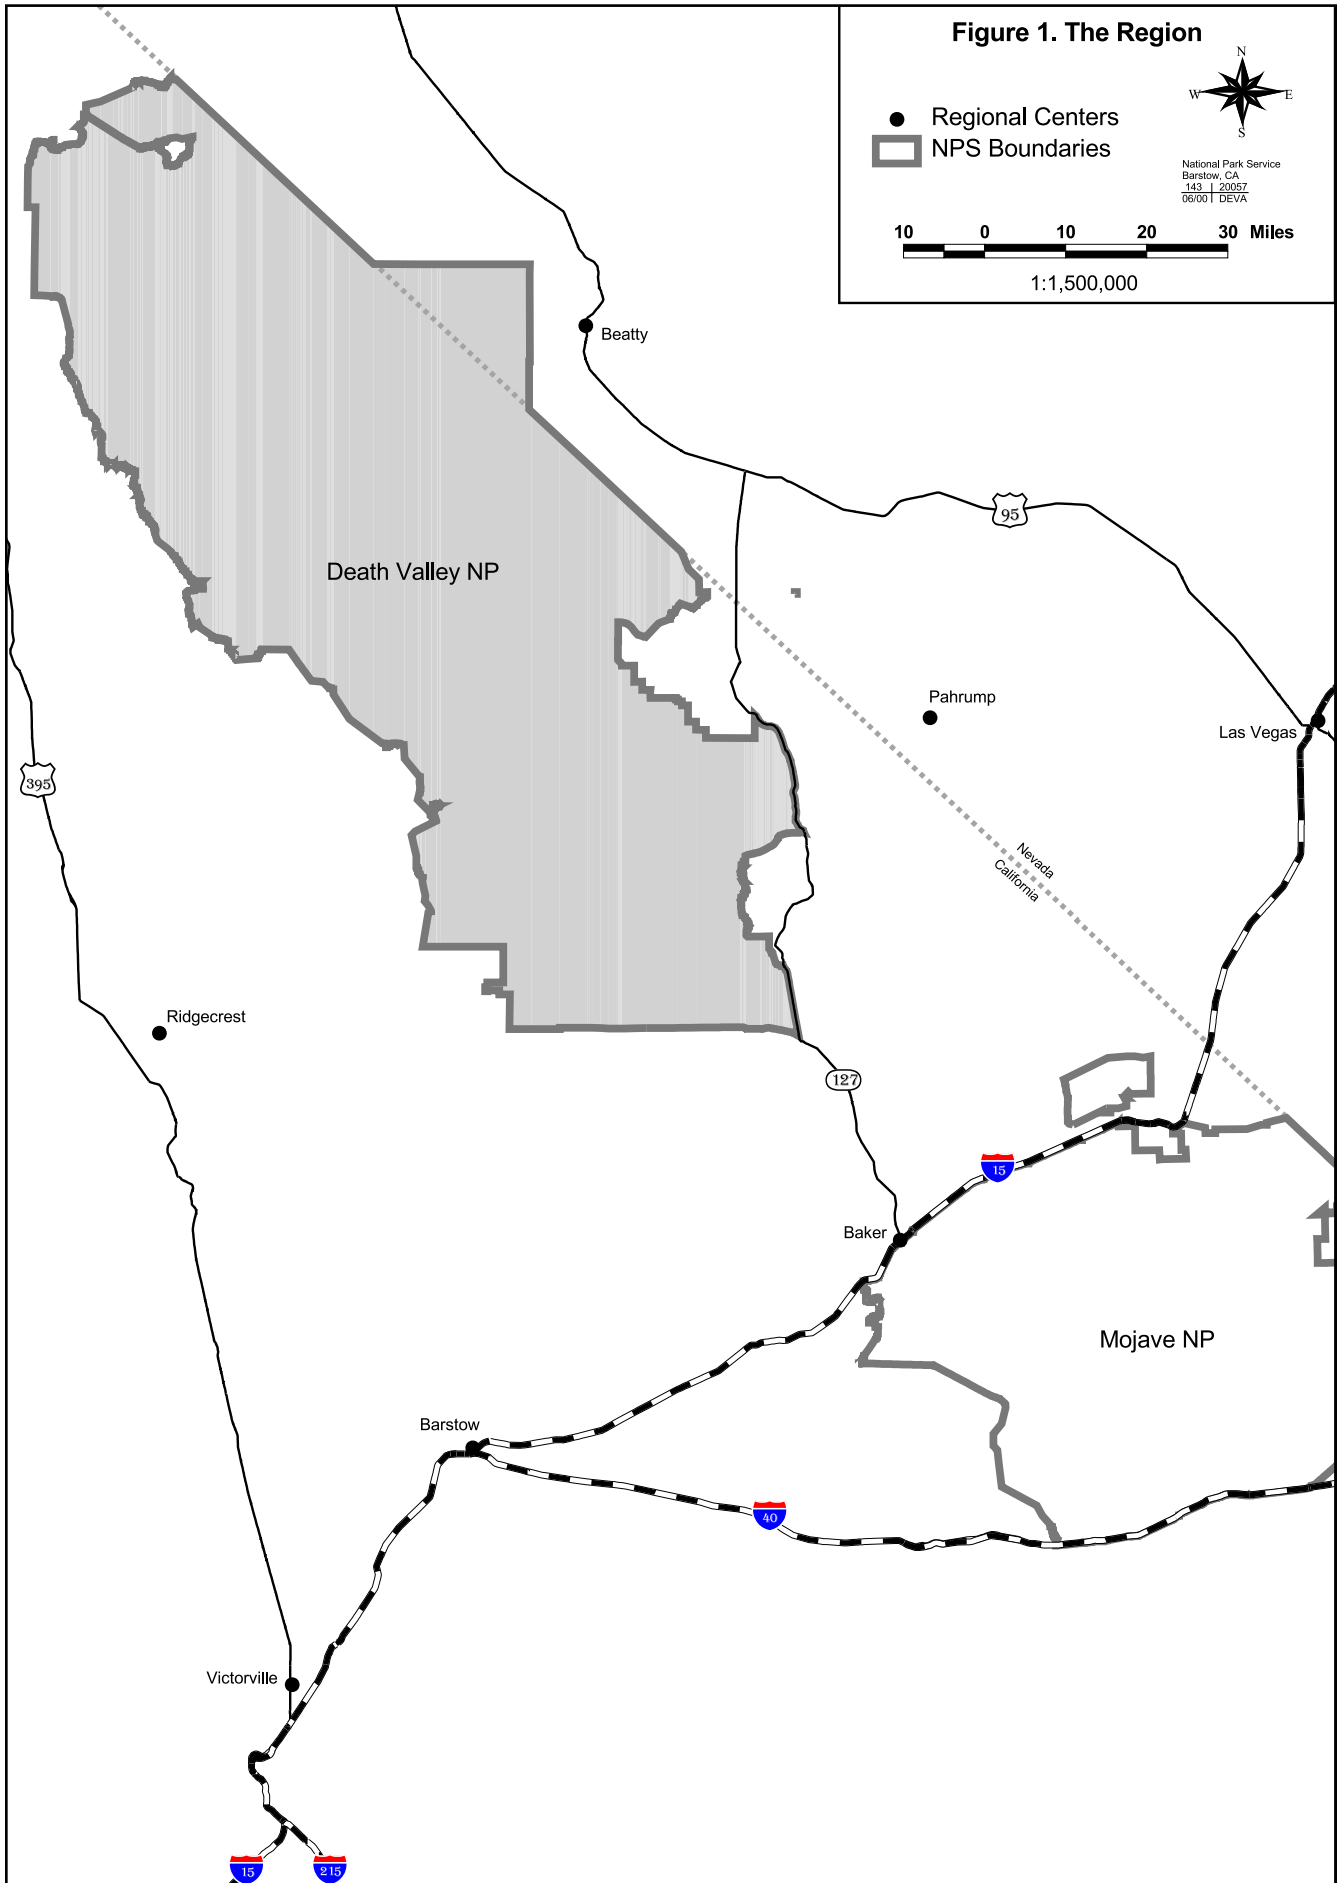 Figure 1. The Region
N
W
E
S
Regional Centers
NPS Boundaries
National Park Service
Barstow, CA
143 | 20057
06/00 | DEVA
10 0 10 20 30 Miles
1:1,500,000
Beatty
95
Death Valley NP
Pahrump
Las Vegas
395
Nevada
California
Ridgecrest
127
15
Baker
Mojave NP
Barstow
40
Victorville
15
215